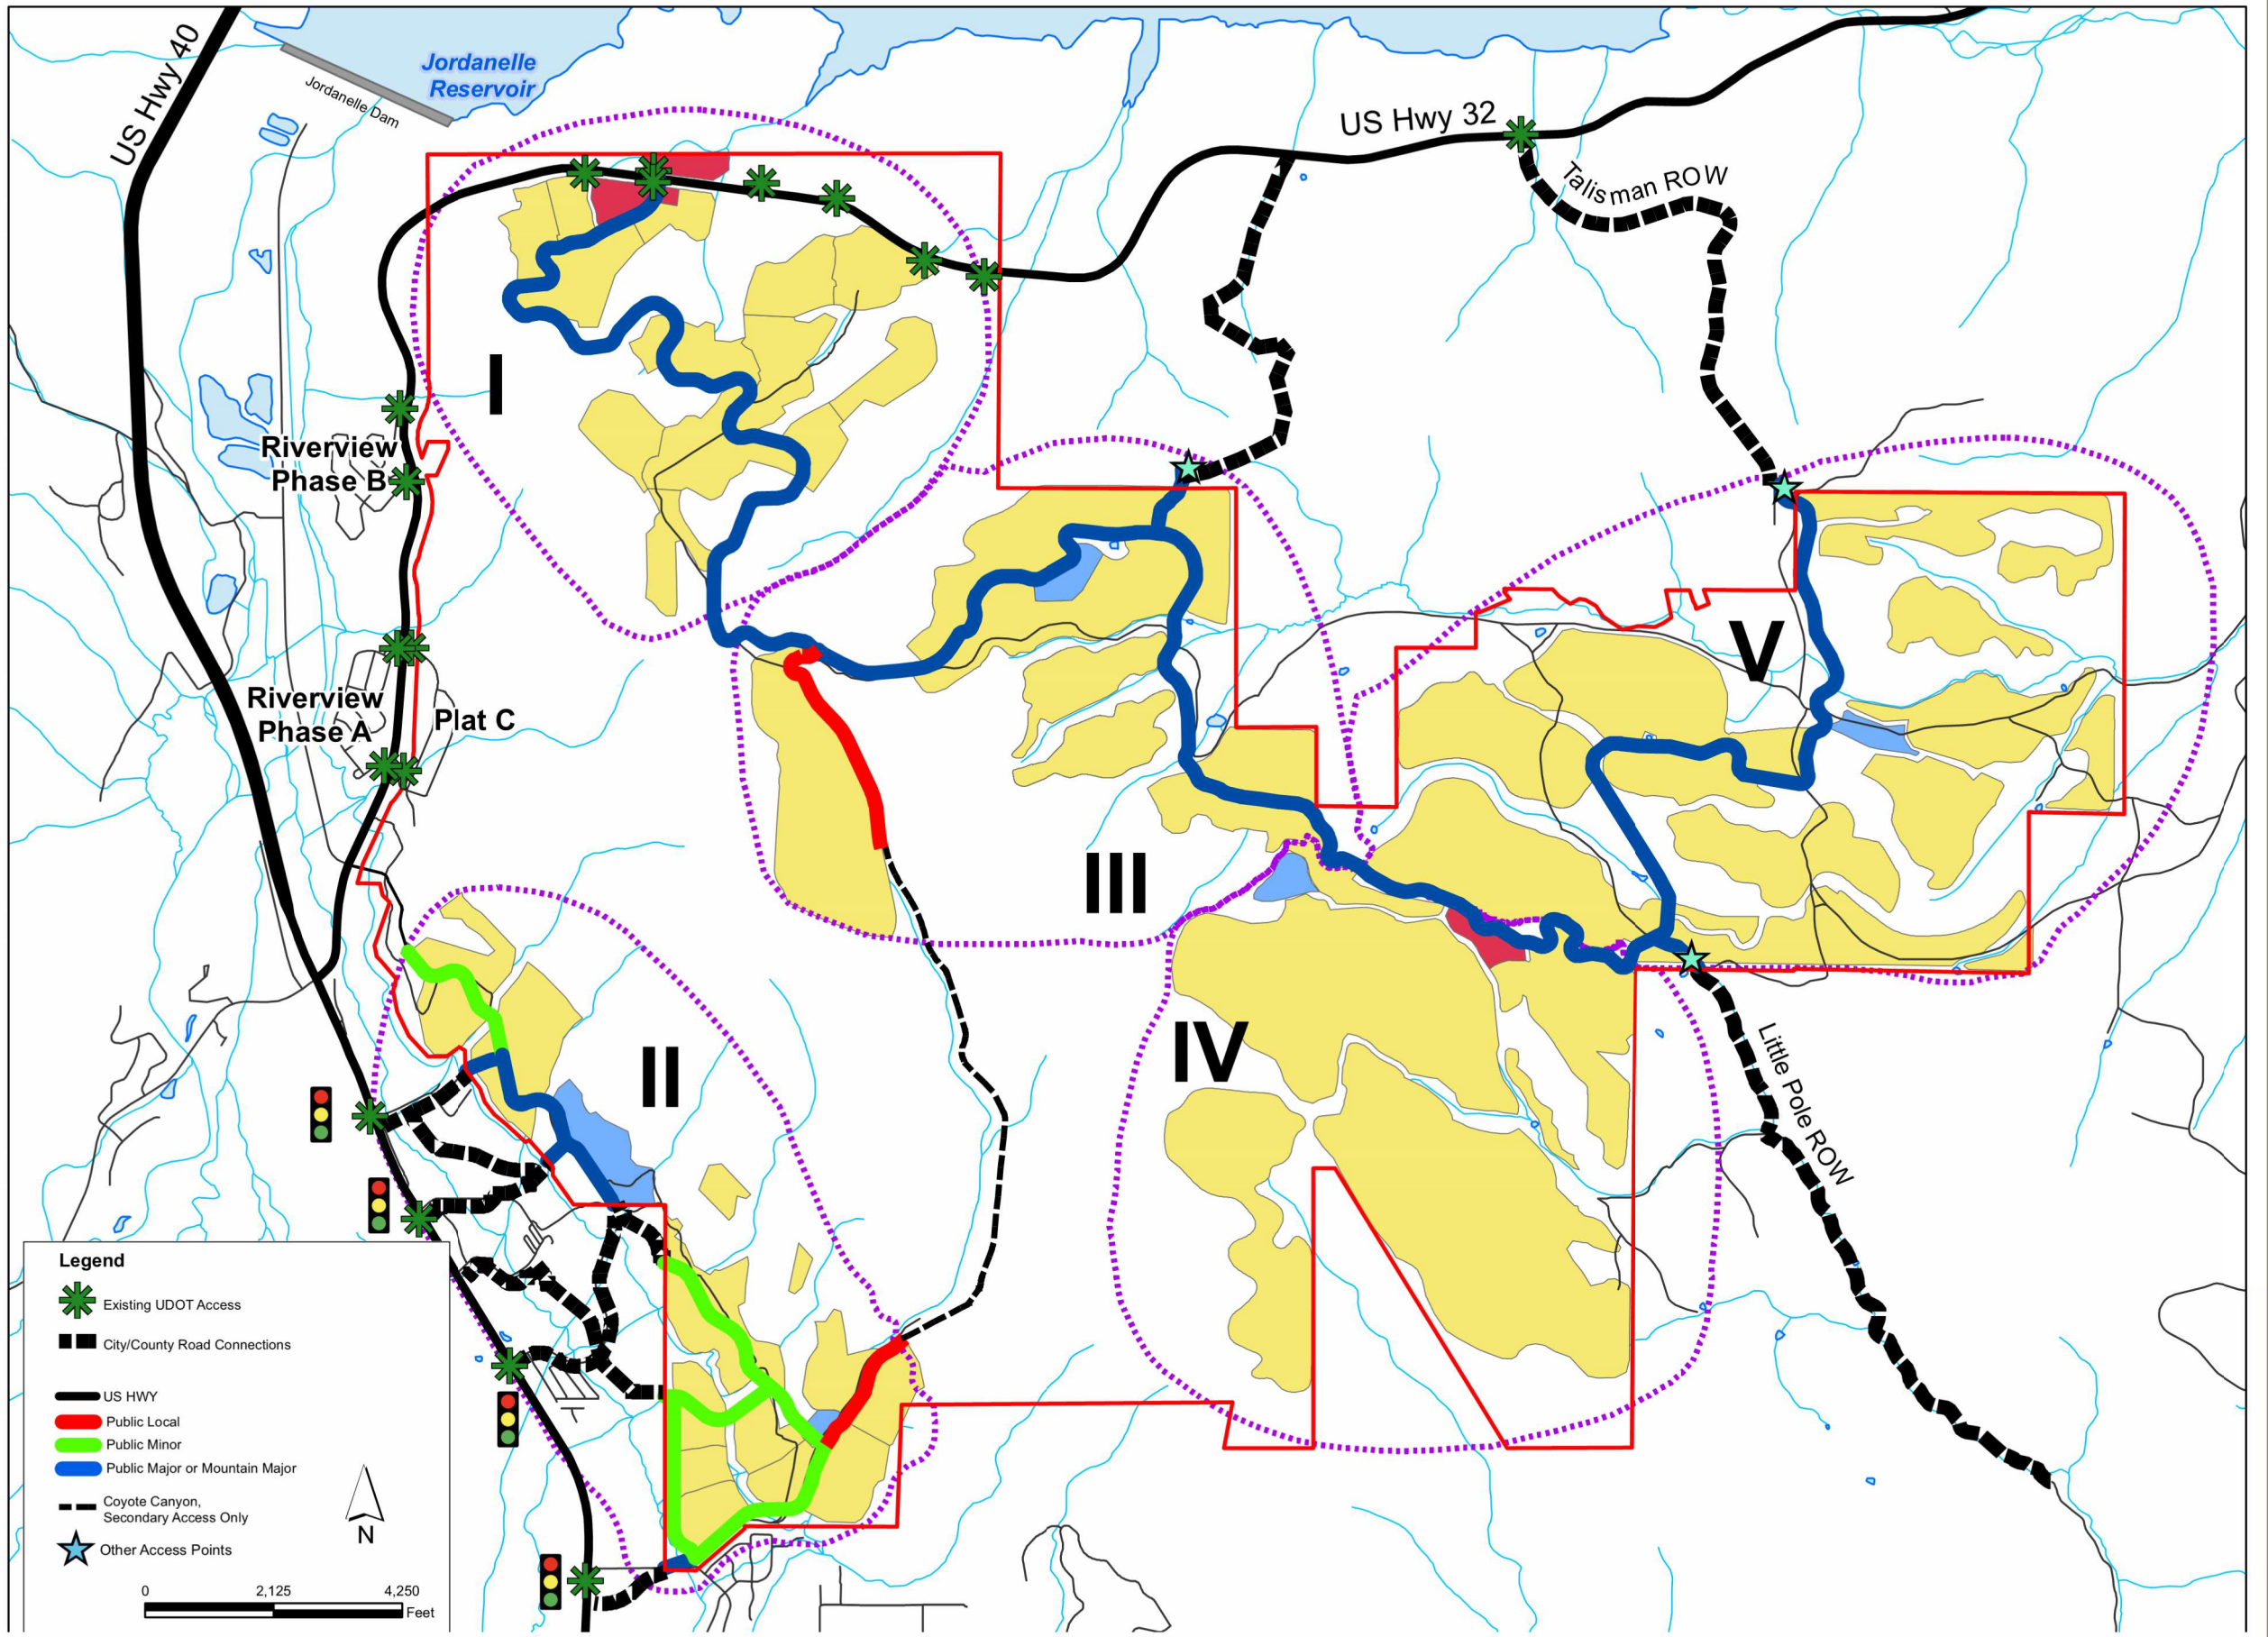 US Hwy 40
Jordanelle
Reservoir
Jordanelle Dam
US Hwy 32
Talisman ROW
I
Riverview
Phase B
Riverview
Phase A
Plat C
V
III
II
IV
Little Pole ROW
Legend
Existing UDOT Access
City/County Road Connections
US HWY
Public Local
Public Minor
Public Major or Mountain Major
Coyote Canyon,
Secondary Access Only
Other Access Points
N
0 2,125 4,250
Feet